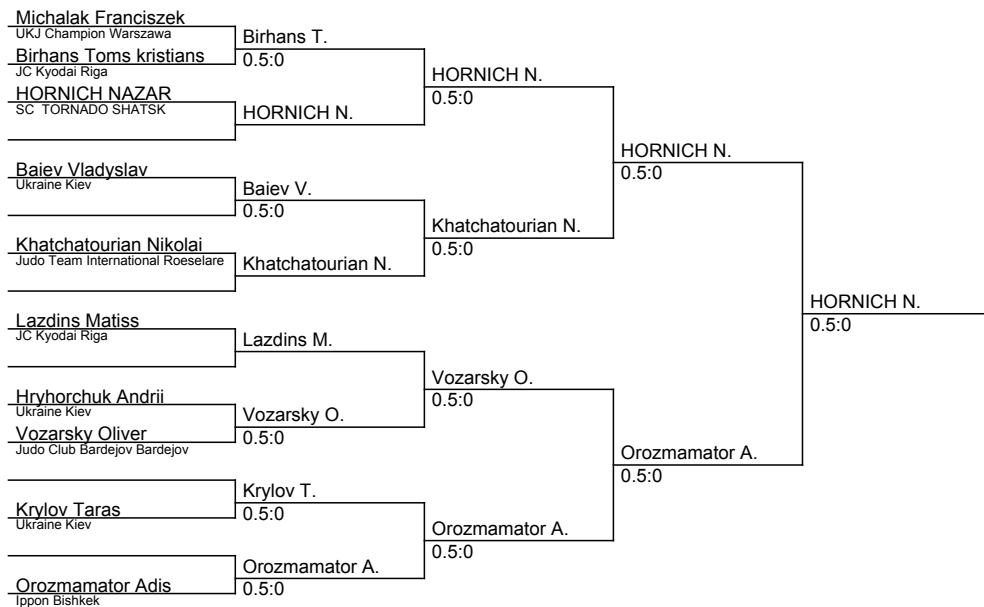 Michalak Franciszek
UKJ Champion Warszawa
Birhans T.
0.5:0
Birhans Toms kristians
JC Kyodai Riga
HORNICH N.
0.5:0
HORNICH NAZAR
SC TORNADO SHATSK
HORNICH N.
HORNICH N.
0.5:0
Baiev Vladyslav
Ukraine Kiev
Baiev V.
0.5:0
Khatchatourian N.
0.5:0
Khatchatourian Nikolai
Judo Team International Roeselare
Khatchatourian N.
HORNICH N.
0.5:0
Lazdins Matiss
JC Kyodai Riga
Lazdins M.
Vozarsky O.
0.5:0
Hryhorchuk Andrii
Ukraine Kiev
Vozarsky O.
0.5:0
Vozarsky Oliver
Judo Club Bardejov Bardejov
Orozmamator A.
0.5:0
Krylov T.
0.5:0
Krylov Taras
Ukraine Kiev
Orozmamator A.
0.5:0
Orozmamator A.
0.5:0
Orozmamator Adis
Ippon Bishkek